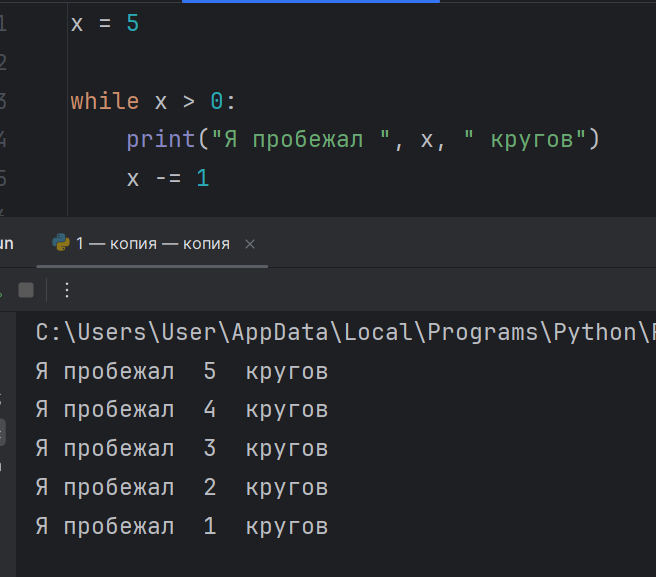 1 x = 5
2
3 while x > 0:
4 print("Я пробежал ", x, " кругов")
5 x -= 1
un 1 — копия — копия ×
C:\Users\User\AppData\Local\Programs\Python\
Я пробежал  5  кругов
Я пробежал  4  кругов
Я пробежал  3  кругов
Я пробежал  2  кругов
Я пробежал  1  кругов